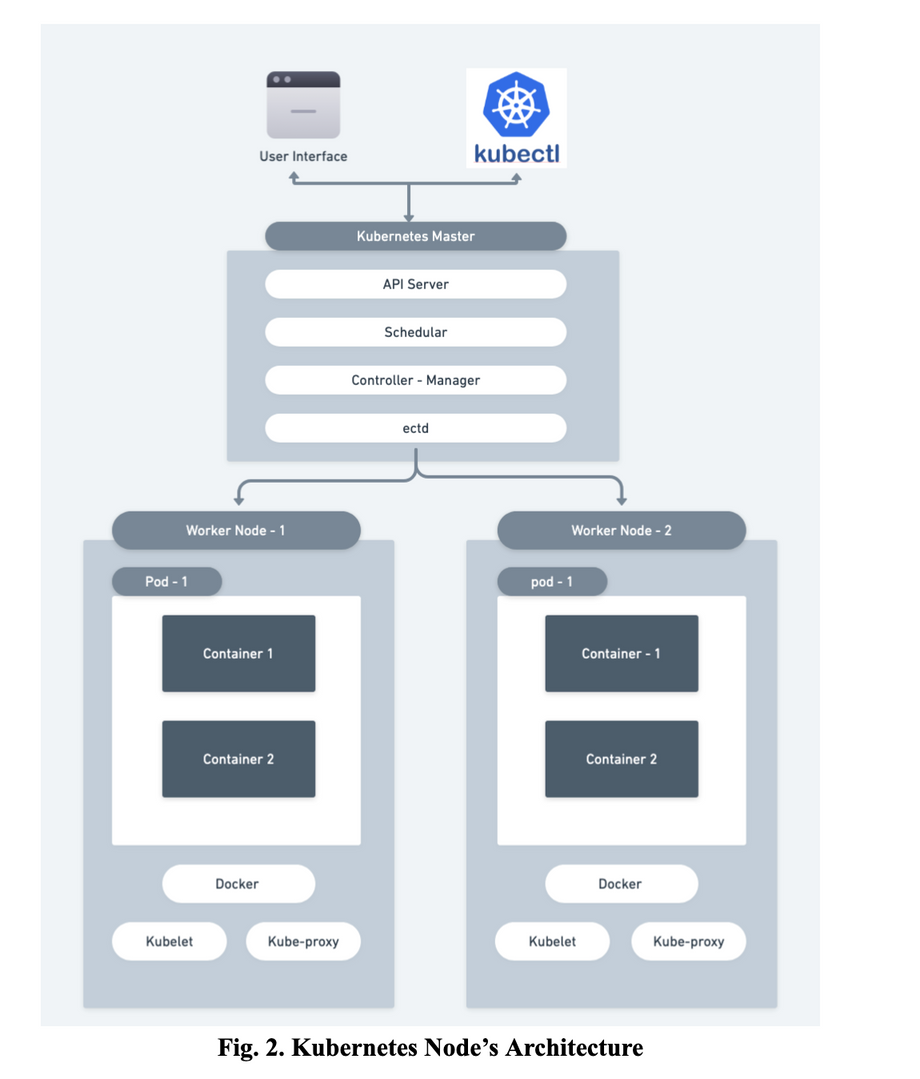 User Interface
kubectl
Kubernetes Master
API Server
Schedular
Controller - Manager
ectd
Worker Node - 1
Worker Node - 2
Pod - 1
pod - 1
Container 1
Container - 1
Container 2
Container 2
Docker
Docker
Kubelet
Kube-proxy
Kubelet
Kube-proxy
Fig. 2. Kubernetes Node’s Architecture